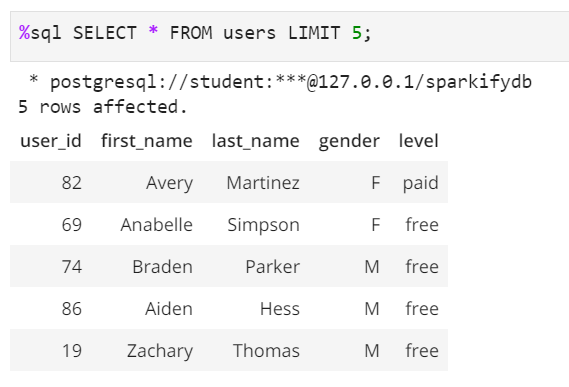 %sql SELECT * FROM users LIMIT 5;
* postgresql://student:***@127.0.0.1/sparkifydb
5 rows affected.
user_id first_name last_name gender level
82 Avery Martinez F paid
69 Anabelle Simpson F free
74 Braden Parker M free
86 Aiden Hess M free
19 Zachary Thomas M free